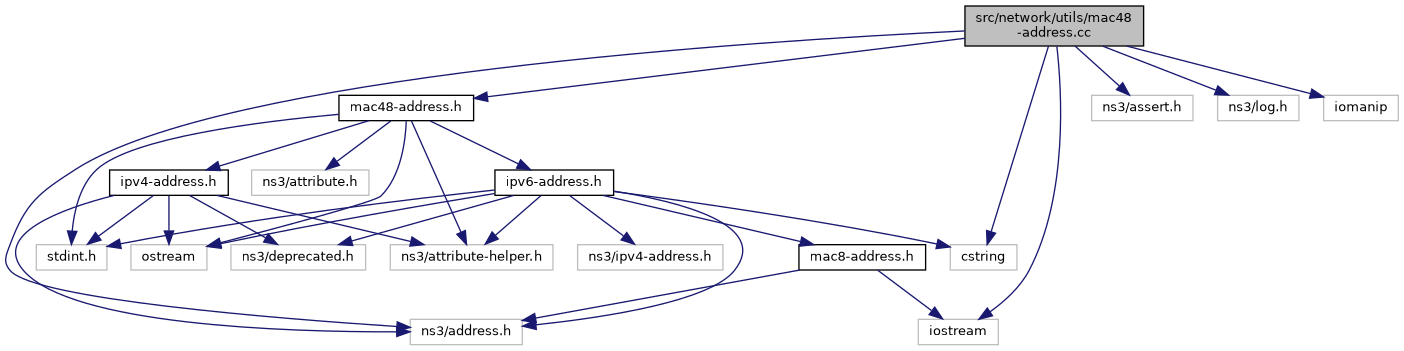 src/network/utils/mac48
-address.cc
mac48-address.h
ns3/assert.h
ns3/log.h
iomanip
ipv4-address.h
ns3/attribute.h
ipv6-address.h
stdint.h
ostream
ns3/deprecated.h
ns3/attribute-helper.h
ns3/ipv4-address.h
mac8-address.h
cstring
ns3/address.h
iostream